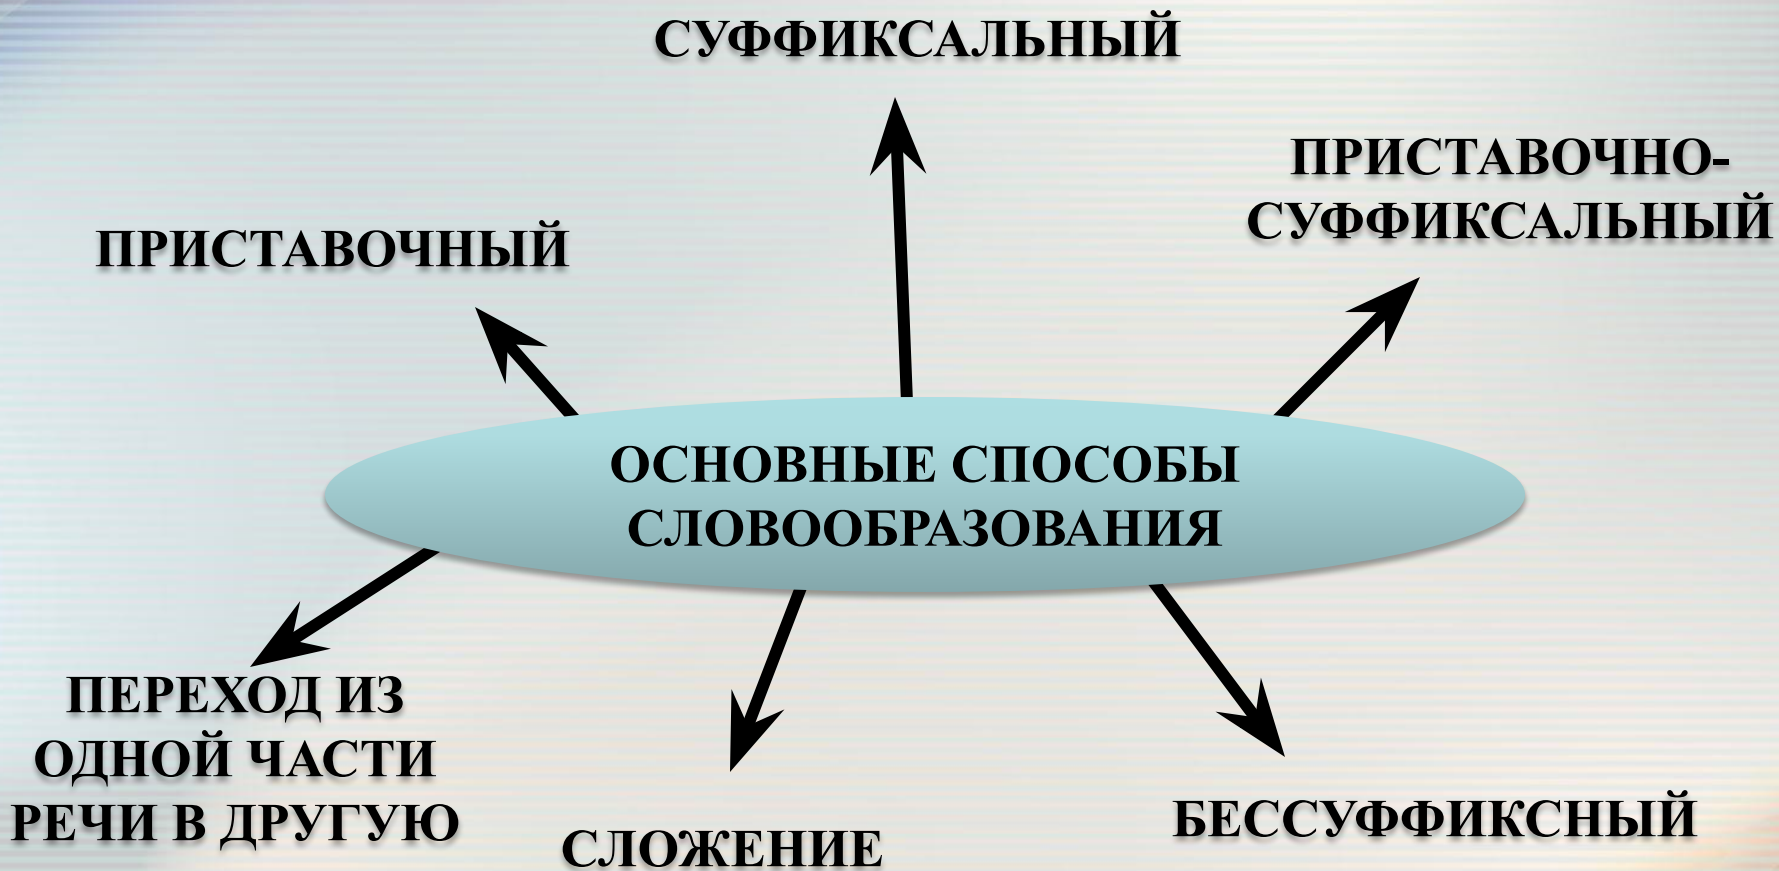 СУФФИКСАЛЬНЫЙ
ПРИСТАВОЧНО-
СУФФИКСАЛЬНЫЙ
ПРИСТАВОЧНЫЙ
ОСНОВНЫЕ СПОСОБЫ
СЛОВООБРАЗОВАНИЯ
ПЕРЕХОД ИЗ
ОДНОЙ ЧАСТИ
РЕЧИ В ДРУГУЮ
СЛОЖЕНИЕ
БЕССУФФИКСНЫЙ